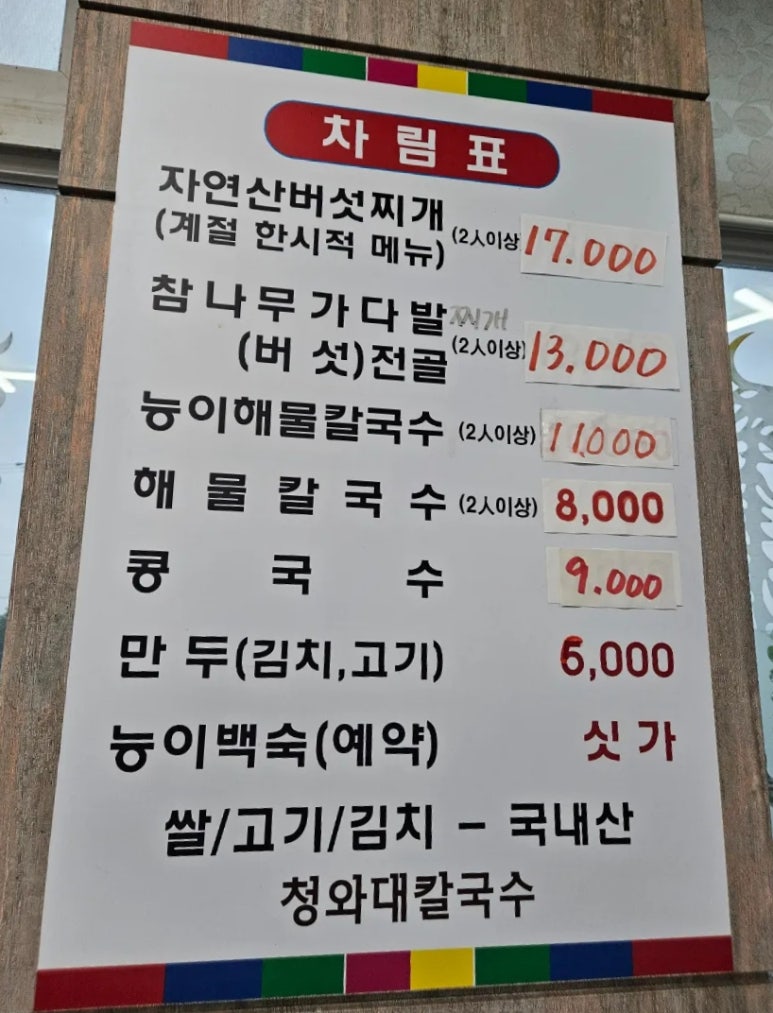 차림표
자연산버섯찌개
(계절 한시적 메뉴) (2人이상) 17.000
참나무가다발찌개
(버섯)전골 (2人이상) 13.000
능이해물칼국수 (2人이상) 11.000
해물칼국수 (2人이상) 8,000
콩국수 9.000
만두(김치,고기) 6,000
능이백숙(예약) 싯가
쌀/고기/김치 - 국내산
청와대칼국수